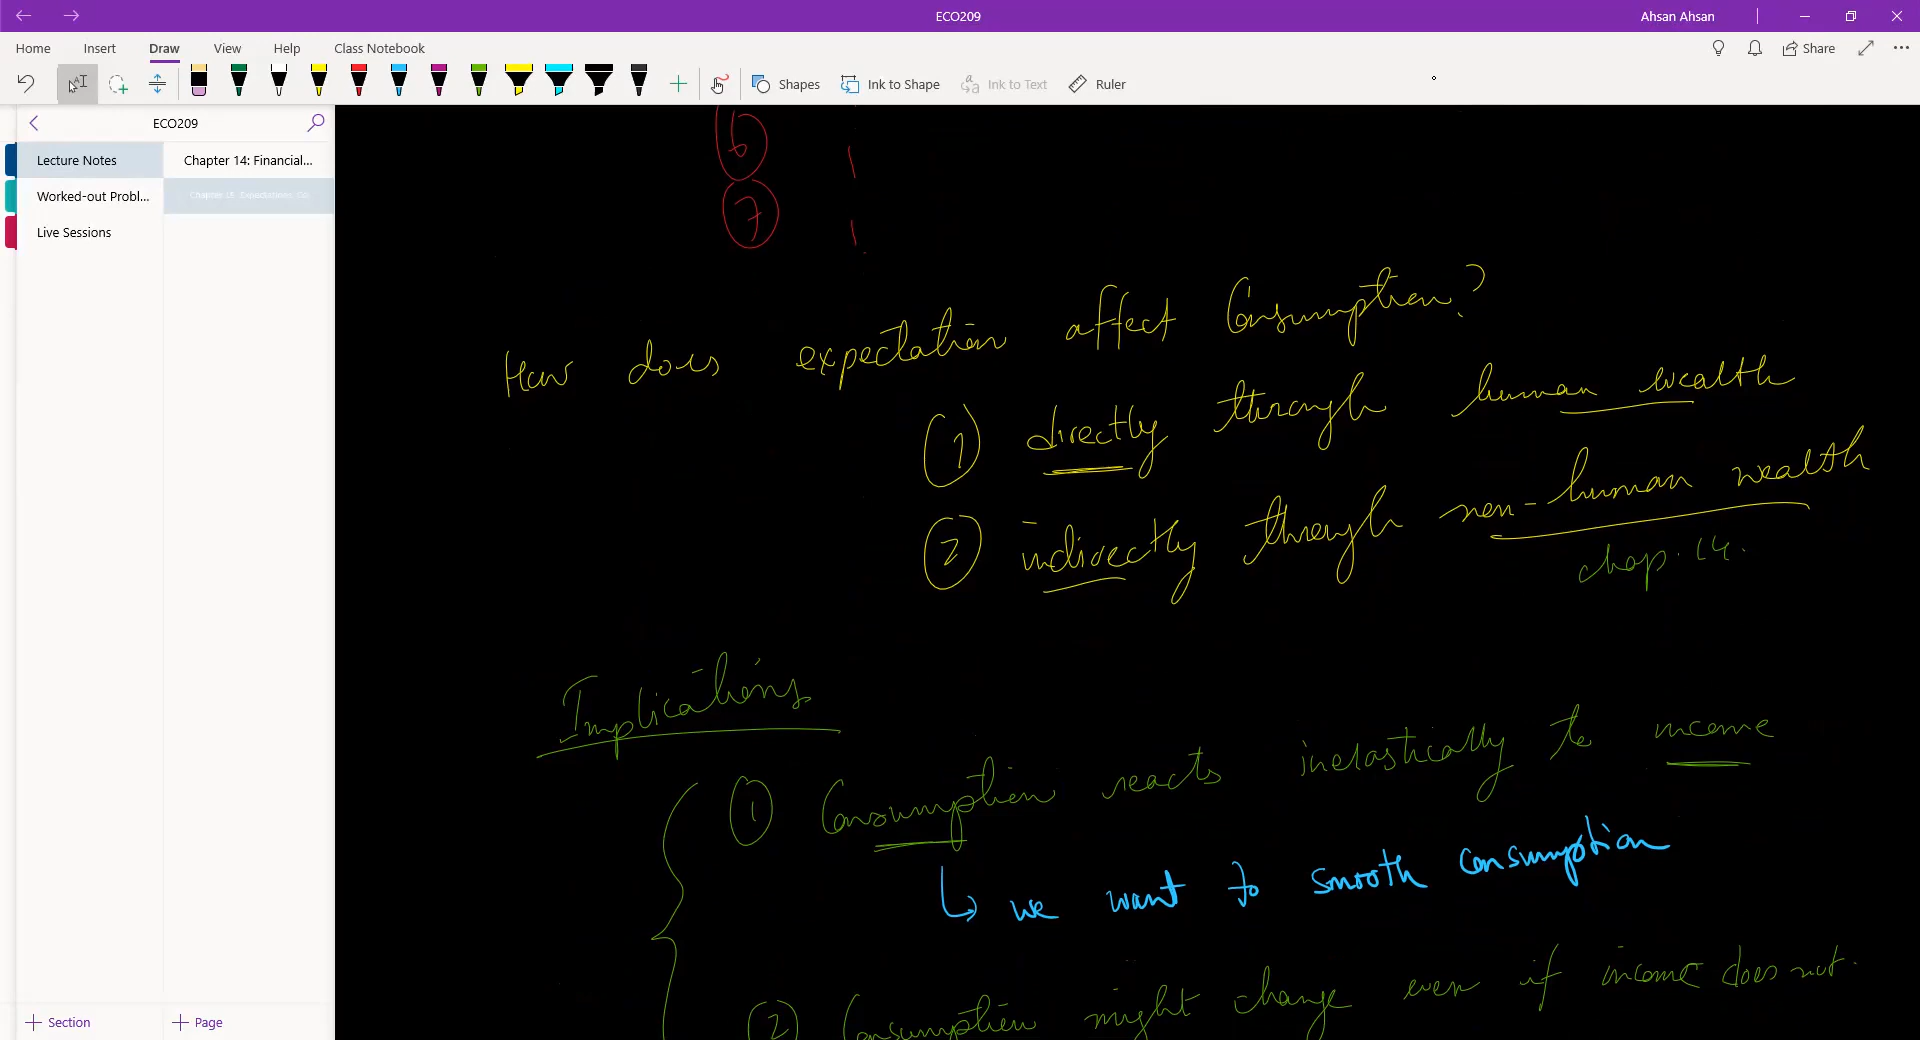 ECO209
Ahsan Ahsan
Home Insert Draw View Help Class Notebook
Share
Shapes
Ink to Shape
Ink to Text
Ruler
ECO209
Lecture Notes
Chapter 14: Financial...
Worked-out Probl...
Live Sessions
6
7
How does expectation affect Consumption?
1 directly through human wealth
2 indirectly through non-human wealth
chap. 14.
Implications
1 Consumption reacts inelastically to income
we want to smooth consumption
2 Consumption might change even if income does not.
+ Section
+ Page